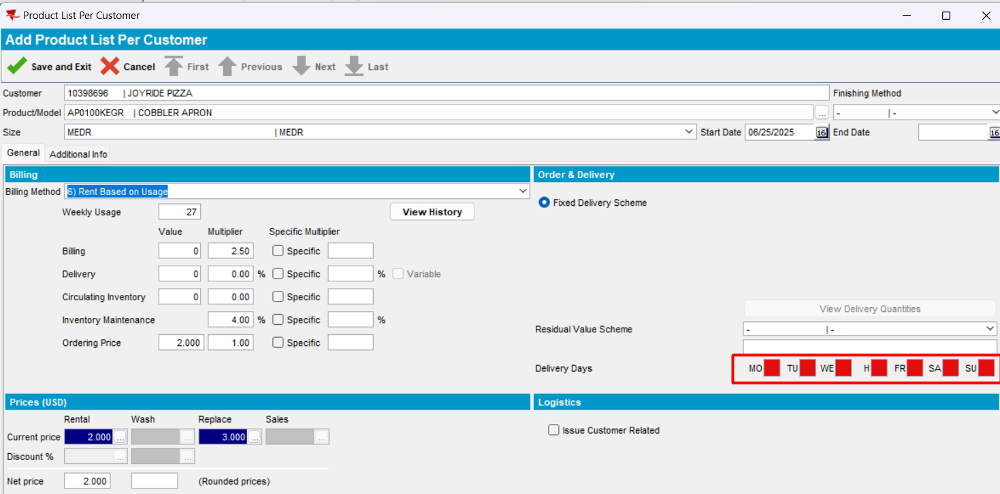 Product List Per Customer
Add Product List Per Customer
Save and Exit Cancel First Previous Next Last
Customer 10398696 | JOYRIDE PIZZA Finishing Method
Product/Model AP0100KEGR | COBBLER APRON ... - | -
Size MEDR | MEDR Start Date 06/25/2025 16 End Date 16
General Additional Info
Billing Order & Delivery
Billing Method 6) Rent Based on Usage
Fixed Delivery Scheme
Weekly Usage 27 View History
Value Multiplier Specific Multiplier
Billing 0 2.50 Specific
Delivery 0 0.00 % Specific % Variable
Circulating Inventory 0 0.00 Specific
View Delivery Quantities
Inventory Maintenance 4.00 % Specific %
Residual Value Scheme - | -
Ordering Price 2.000 1.00 Specific
Delivery Days MO TU WE H FR SA SU
Prices (USD) Logistics
Rental Wash Replace Sales
Current price 2.000 ... ... 3.000 ... ...
Issue Customer Related
Discount % ... ...
Net price 2.000 (Rounded prices)